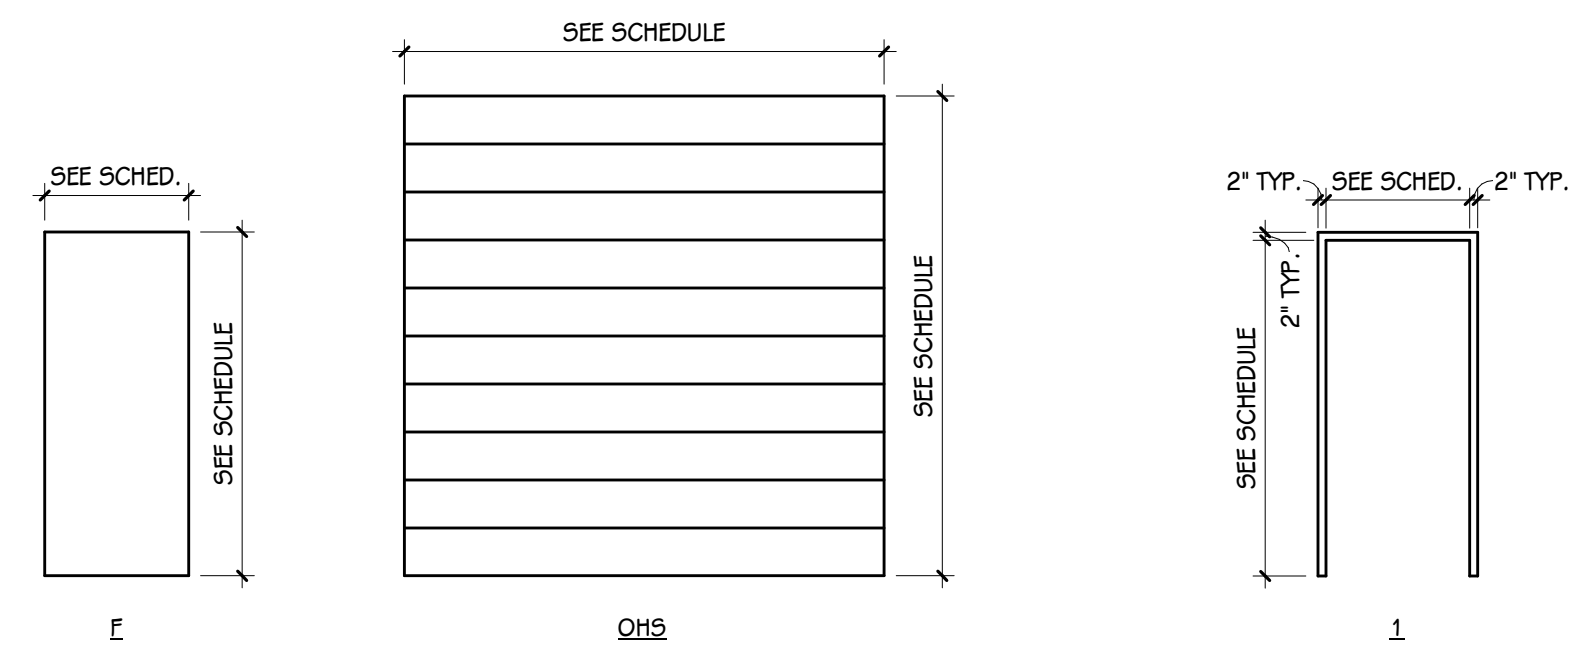 SEE SCHEDULE
SEE SCHED.
SEE SCHEDULE
SEE SCHEDULE
2" TYP.
SEE SCHED.
2" TYP.
2" TYP.
SEE SCHEDULE
F
OHS
1